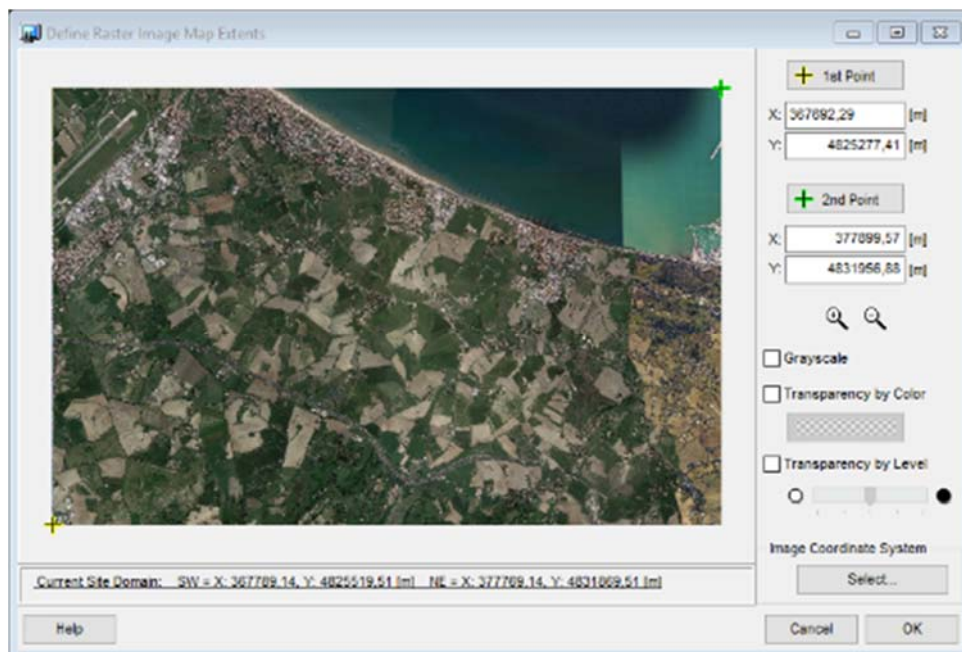 Define Raster Image Map Extents
1st Point
X: 367692,29 [m]
Y: 4825277,41 [m]
2nd Point
X: 377899,57 [m]
Y: 4831956,88 [m]
Grayscale
Transparency by Color
Transparency by Level
Image Coordinate System
Select...
Current Site Domain: SW = X: 367789,14, Y: 4825519,51 [m] NE = X: 377769,14, Y: 4831869,51 [m]
Help
Cancel
OK